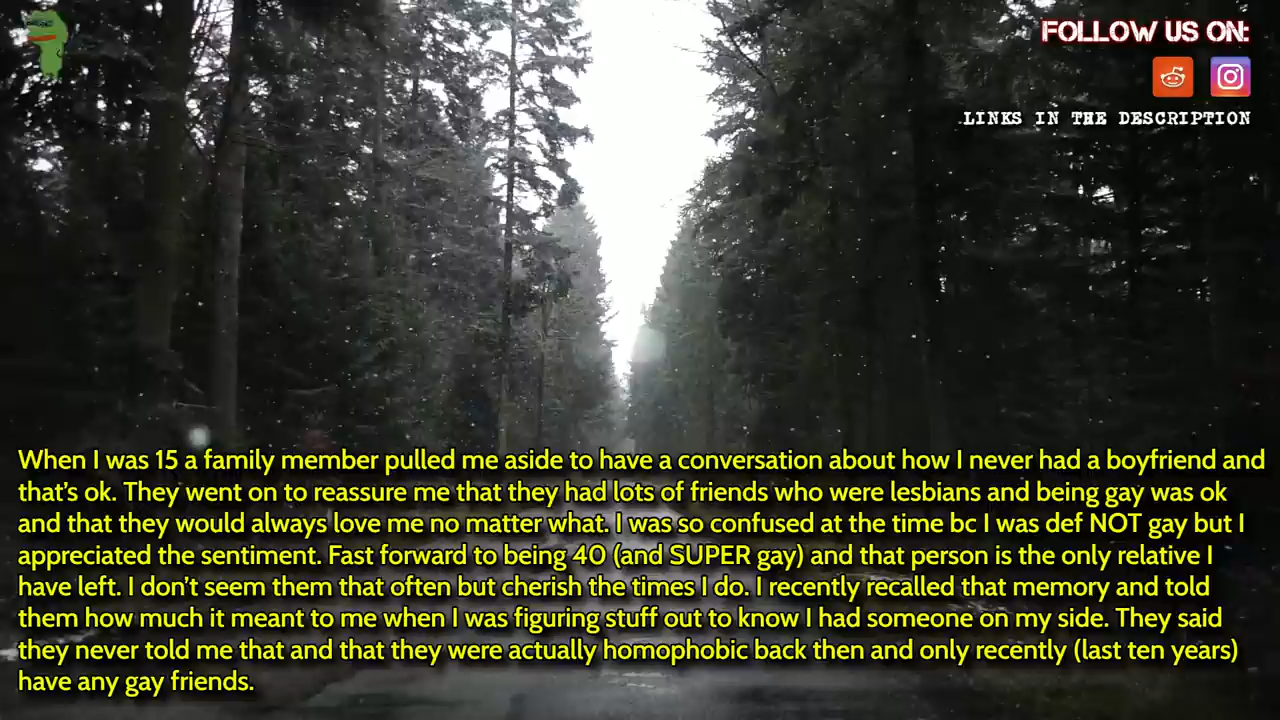 FOLLOW US ON:
LINKS IN THE DESCRIPTION
When I was 15 a family member pulled me aside to have a conversation about how I never had a boyfriend and
that's ok. They went on to reassure me that they had lots of friends who were lesbians and being gay was ok
and that they would always love me no matter what. I was so confused at the time bc I was def NOT gay but I
appreciated the sentiment. Fast forward to being 40 (and SUPER gay) and that person is the only relative I
have left. I don't seem them that often but cherish the times I do. I recently recalled that memory and told
them how much it meant to me when I was figuring stuff out to know I had someone on my side. They said
they never told me that and that they were actually homophobic back then and only recently (last ten years)
have any gay friends.